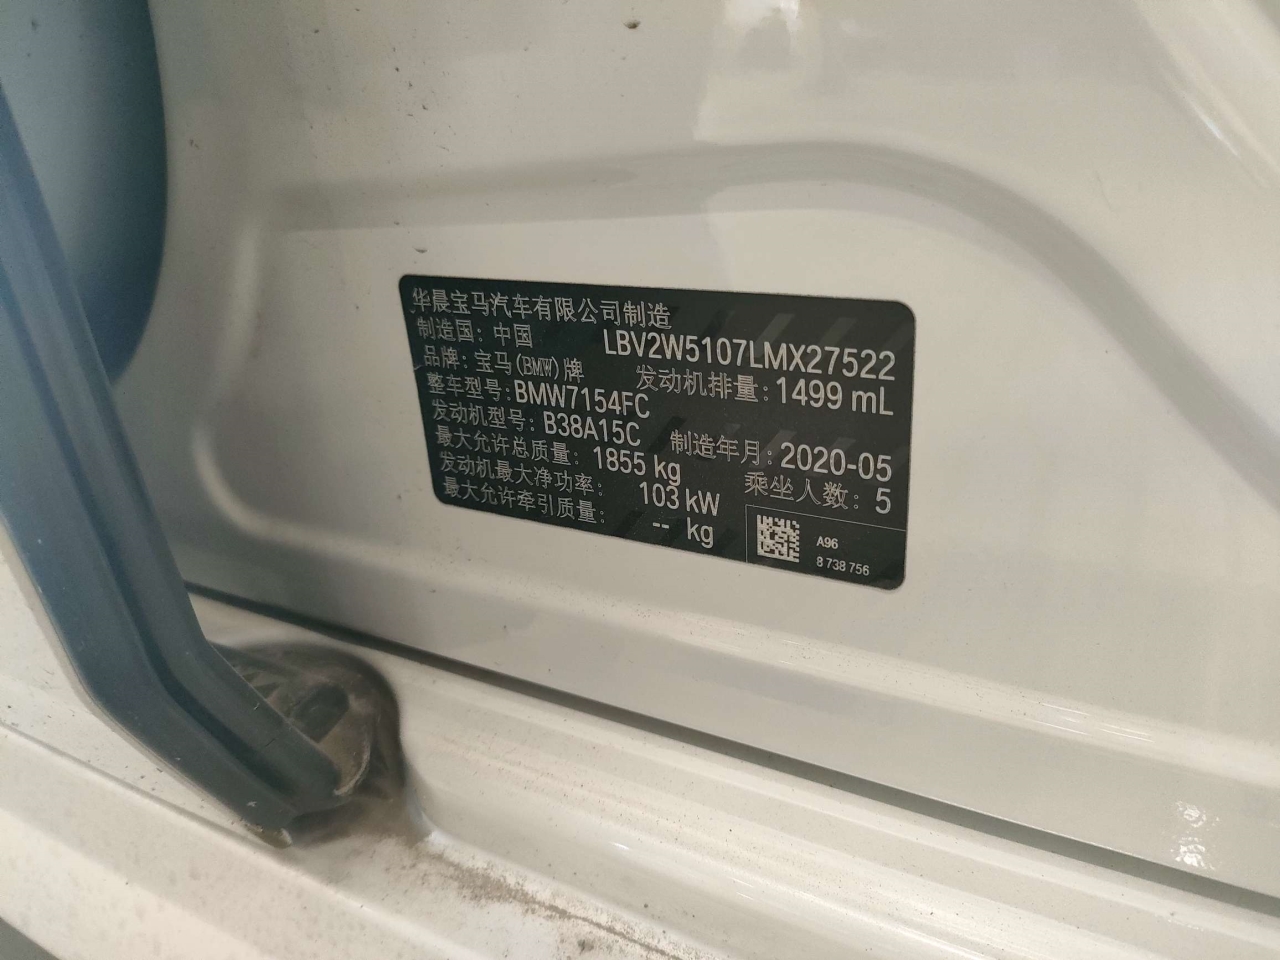 华晨宝马汽车有限公司制造
制造国: 中国 LBV2W5107LMX27522
品牌: 宝马(BMW)牌 发动机排量: 1499 mL
整车型号: BMW7154FC
发动机型号: B38A15C 制造年月: 2020-05
最大允许总质量: 1855 kg 乘坐人数: 5
发动机最大净功率: 103 kW
最大允许牵引质量: -- kg
A96
8 738 756